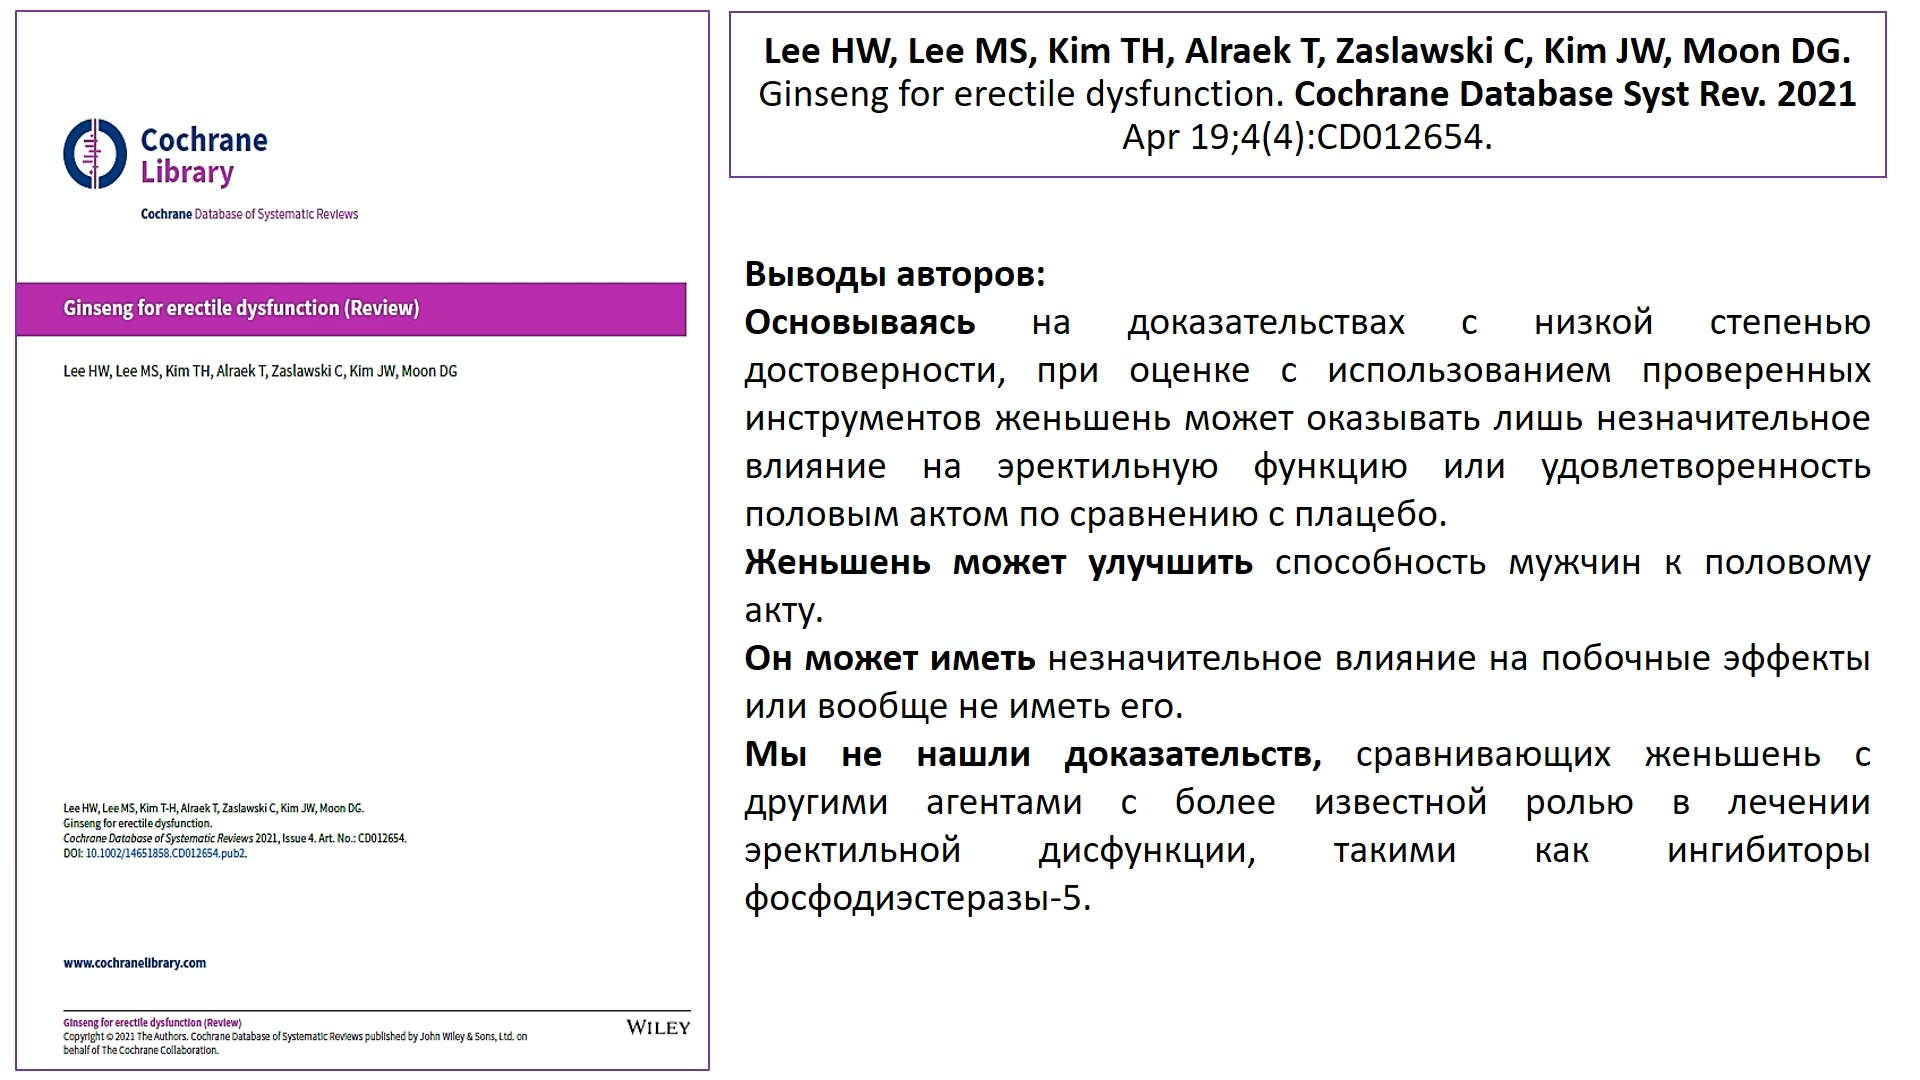 Cochrane
Library
Cochrane Database of Systematic Reviews
Ginseng for erectile dysfunction (Review)
Lee HW, Lee MS, Kim TH, Alraek T, Zaslawski C, Kim JW, Moon DG
Lee HW, Lee MS, Kim T-H, Alraek T, Zaslawski C, Kim JW, Moon DG.
Ginseng for erectile dysfunction.
Cochrane Database of Systematic Reviews 2021, Issue 4. Art. No.: CD012654.
DOI: 10.1002/14651858.CD012654.pub2.
www.cochranelibrary.com
Ginseng for erectile dysfunction (Review)
Copyright © 2021 The Authors. Cochrane Database of Systematic Reviews published by John Wiley & Sons, Ltd. on
behalf of The Cochrane Collaboration.
WILEY
Lee HW, Lee MS, Kim TH, Alraek T, Zaslawski C, Kim JW, Moon DG.
Ginseng for erectile dysfunction. Cochrane Database Syst Rev. 2021
Apr 19;4(4):CD012654.
Выводы авторов:
Основываясь на доказательствах с низкой степенью
достоверности, при оценке с использованием проверенных
инструментов женьшень может оказывать лишь незначительное
влияние на эректильную функцию или удовлетворенность
половым актом по сравнению с плацебо.
Женьшень может улучшить способность мужчин к половому
акту.
Он может иметь незначительное влияние на побочные эффекты
или вообще не иметь его.
Мы не нашли доказательств, сравнивающих женьшень с
другими агентами с более известной ролью в лечении
эректильной дисфункции, такими как ингибиторы
фосфодиэстеразы-5.